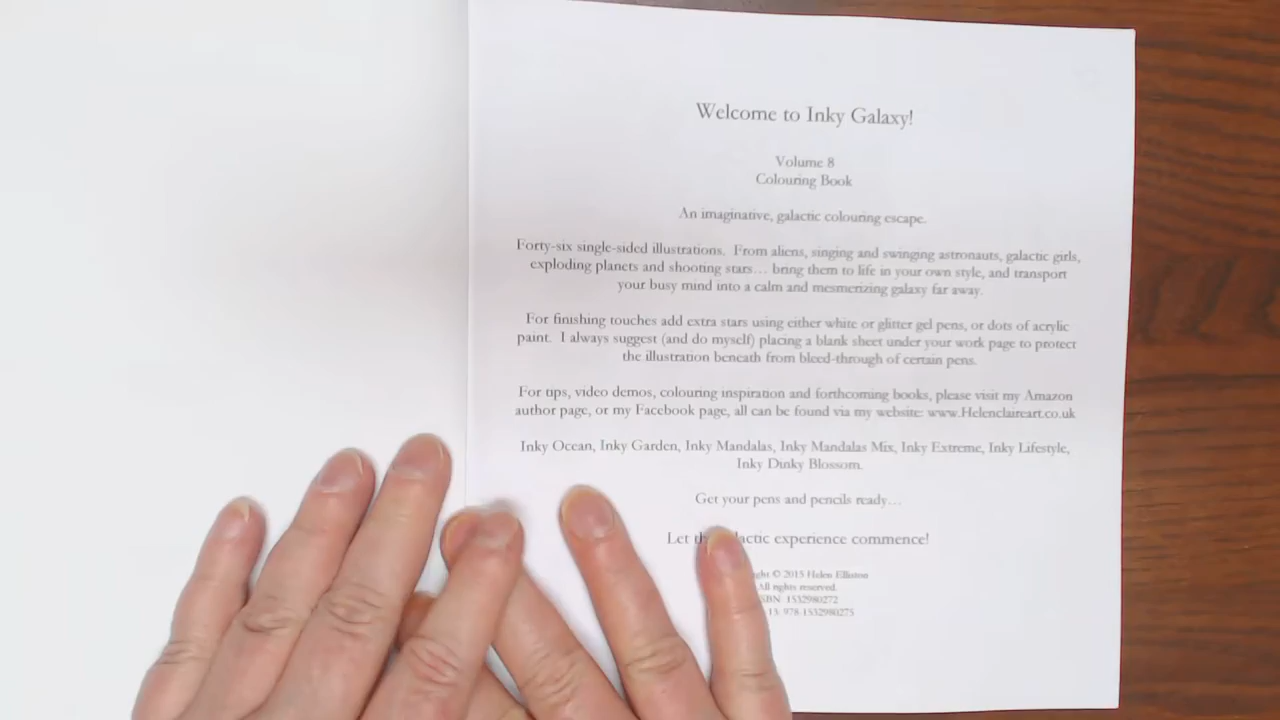 Welcome to Inky Galaxy!
Volume 8
Colouring Book
An imaginative, galactic colouring escape.
Forty-six single-sided illustrations. From aliens, singing and swinging astronauts, galactic girls,
exploding planets and shooting stars... bring them to life in your own style, and transport
your busy mind into a calm and mesmerizing galaxy far away.
For finishing touches add extra stars using either white or glitter gel pens, or dots of acrylic
paint. I always suggest (and do myself) placing a blank sheet under your work page to protect
the illustration beneath from bleed-through of certain pens.
For tips, video demos, colouring inspiration and forthcoming books, please visit my Amazon
author page, or my Facebook page, all can be found via my website: www.Helenclaireart.co.uk
Inky Ocean, Inky Garden, Inky Mandalas, Inky Mandalas Mix, Inky Extreme, Inky Lifestyle,
Inky Dinky Blossom.
Get your pens and pencils ready...
Let experience commence!
© 2015 Helen Elliston
All rights reserved.
1532980272
978-1532980275